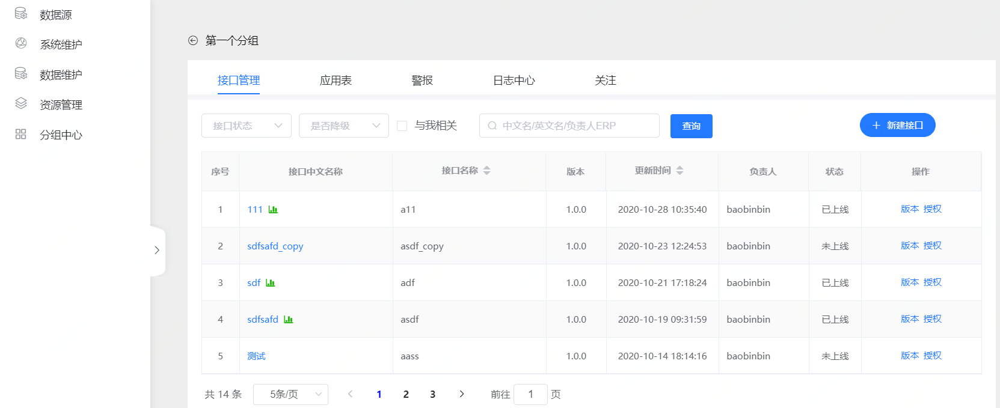 数据源
系统维护
数据维护
资源管理
分组中心
第一个分组
接口管理 应用表 警报 日志中心 关注
接口状态 是否降级 与我相关 中文名/英文名/负责人ERP 查询 新建接口
序号 接口中文名称 接口名称 版本 更新时间 负责人 状态 操作
1 111 a11 1.0.0 2020-10-28 10:35:40 baobinbin 已上线 版本 授权
2 sdfsafd_copy asdf_copy 1.0.0 2020-10-23 12:24:53 baobinbin 未上线 版本 授权
3 sdf adf 1.0.0 2020-10-21 17:18:24 baobinbin 已上线 版本 授权
4 sdfsafd asdf 1.0.0 2020-10-19 09:31:59 baobinbin 已上线 版本 授权
5 测试 aass 1.0.0 2020-10-14 18:14:16 baobinbin 未上线 版本 授权
共 14 条 5条/页 1 2 3 前往 1 页